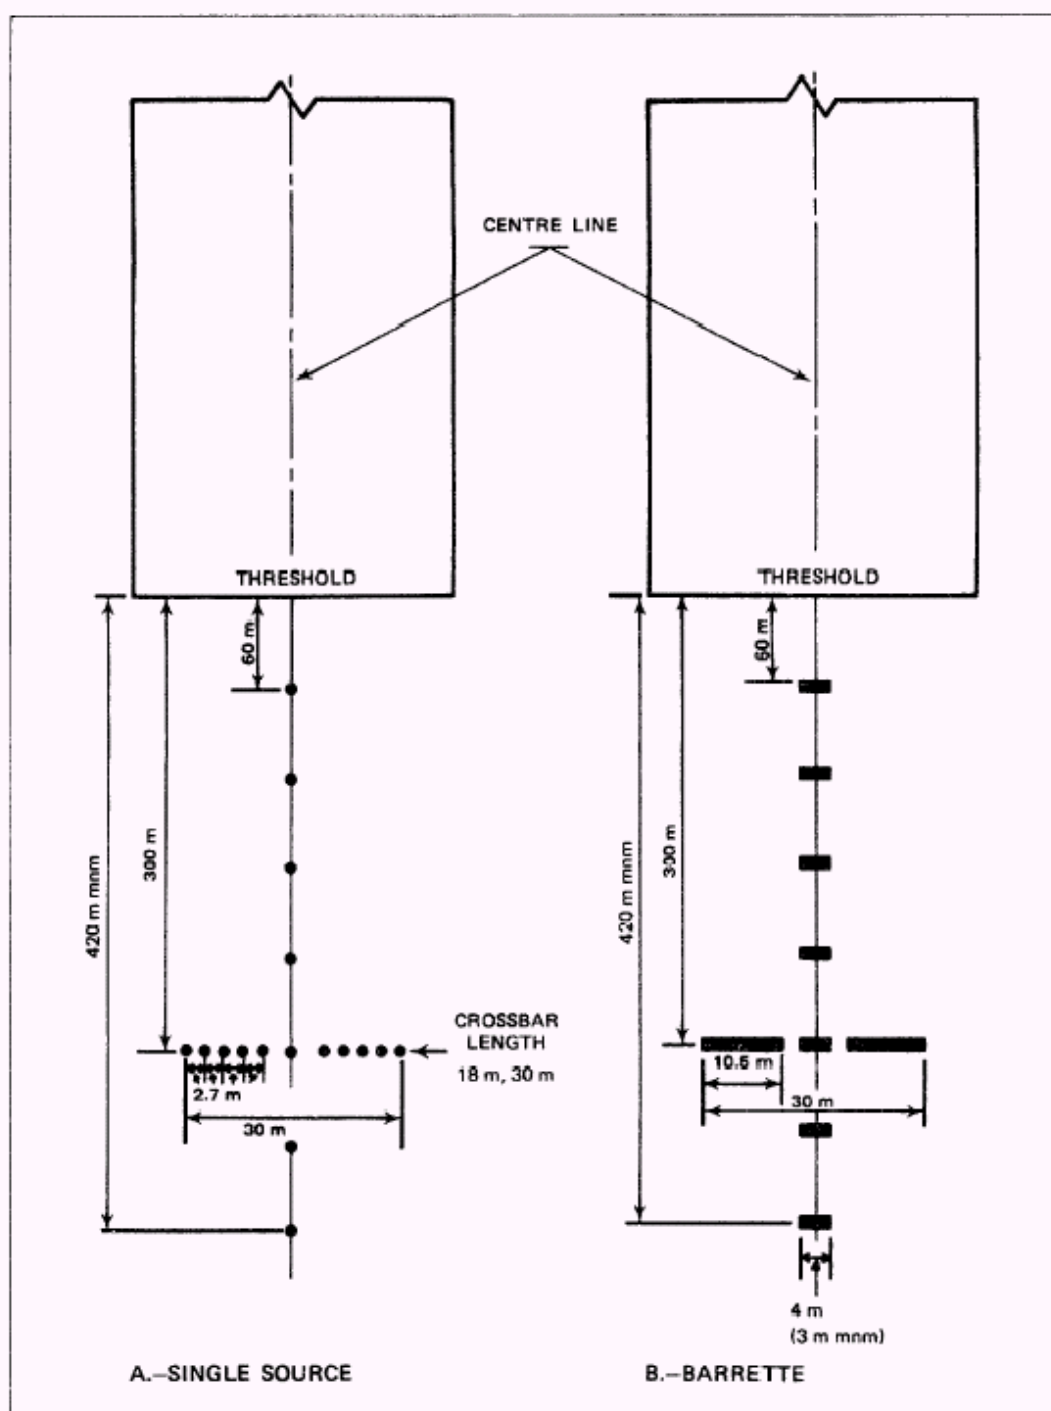 CENTRE LINE
THRESHOLD
THRESHOLD
60 m
60 m
300 m
300 m
420 m mnm
420 m mnm
CROSSBAR
LENGTH
18 m, 30 m
2.7 m
30 m
10.5 m
30 m
4 m
(3 m mnm)
A.–SINGLE SOURCE
B.–BARRETTE